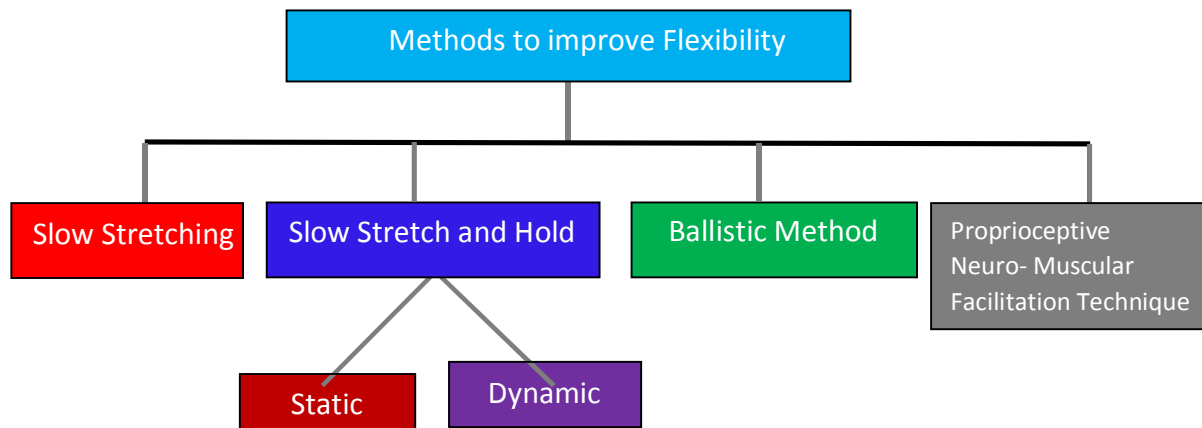 Methods to improve Flexibility
Slow Stretching
Slow Stretch and Hold
Ballistic Method
Proprioceptive
Neuro- Muscular
Facilitation Technique
Static
Dynamic